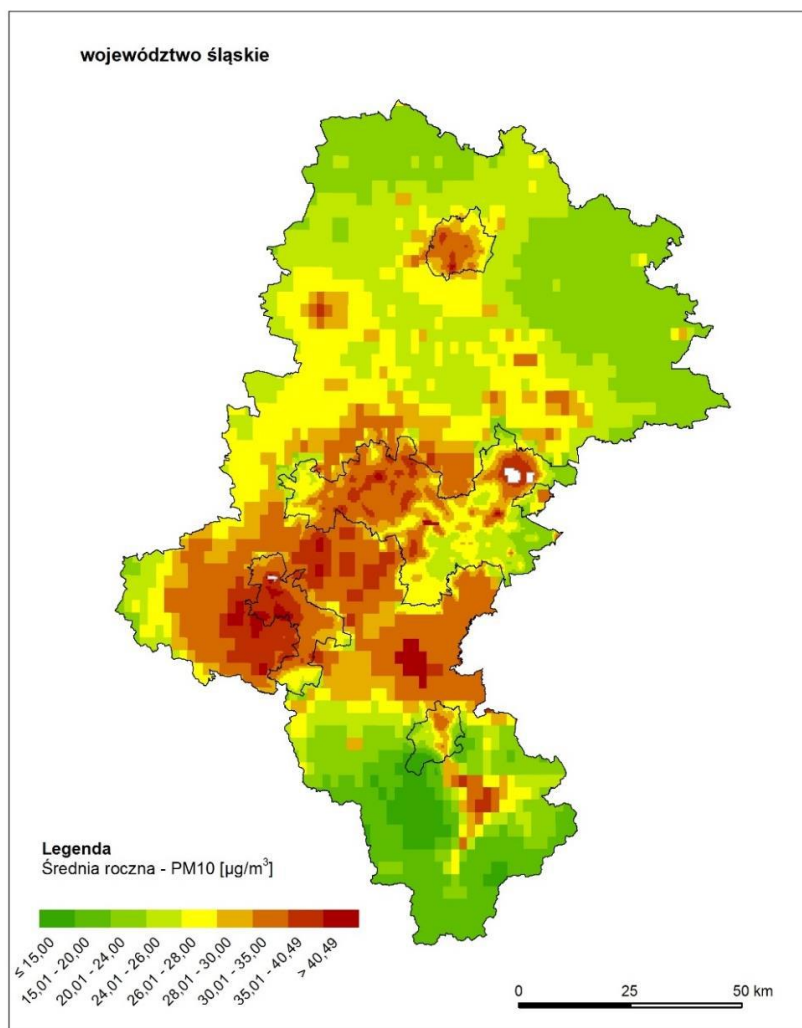 województwo śląskie
Legenda
Średnia roczna - PM10 [µg/m³]
≤ 15,00
15,01 - 20,00
20,01 - 24,00
24,01 - 26,00
26,01 - 28,00
28,01 - 30,00
30,01 - 35,00
35,01 - 40,49
> 40,49
0 25 50 km